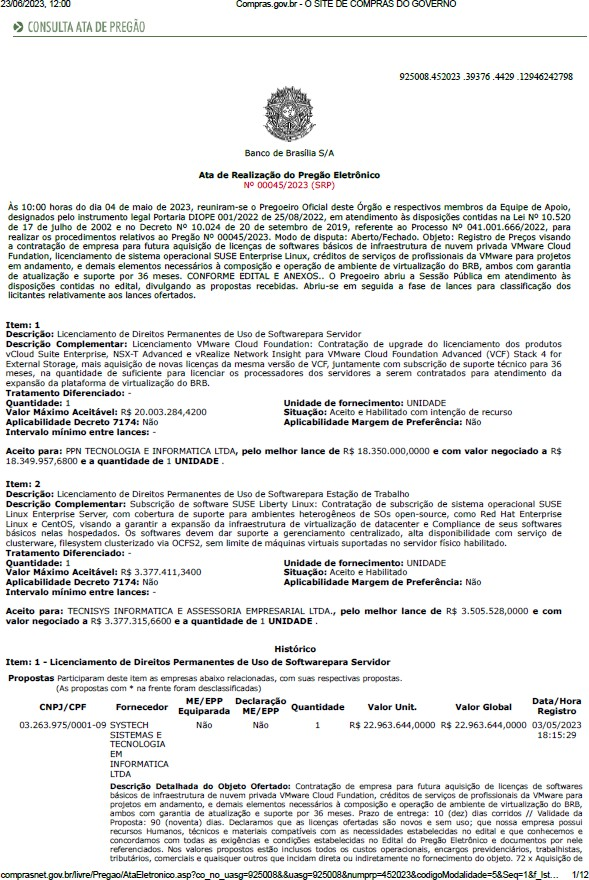 23/06/2023, 12:00 Compras.gov.br - O SITE DE COMPRAS DO GOVERNO
CONSULTA ATA DE PREGÃO
925008.452023 .39376 .4429 .12946242798
Banco de Brasília S/A
Ata de Realização do Pregão Eletrônico
Nº 00045/2023 (SRP)
Às 10:00 horas do dia 04 de maio de 2023, reuniram-se o Pregoeiro Oficial deste Órgão e respectivos membros da Equipe de Apoio,
designados pelo instrumento legal Portaria DIOPE 001/2022 de 25/08/2022, em atendimento às disposições contidas na Lei Nº 10.520
de 17 de julho de 2002 e no Decreto Nº 10.024 de 20 de setembro de 2019, referente ao Processo Nº 041.001.666/2022, para
realizar os procedimentos relativos ao Pregão Nº 00045/2023. Modo de disputa: Aberto/Fechado. Objeto: Registro de Preços visando
a contratação de empresa para futura aquisição de licenças de softwares básicos de infraestrutura de nuvem privada VMware Cloud
Fundation, licenciamento de sistema operacional SUSE Enterprise Linux, créditos de serviços de profissionais da VMware para projetos
em andamento, e demais elementos necessários à composição e operação de ambiente de virtualização do BRB, ambos com garantia
de atualização e suporte por 36 meses. CONFORME EDITAL E ANEXOS.. O Pregoeiro abriu a Sessão Pública em atendimento às
disposições contidas no edital, divulgando as propostas recebidas. Abriu-se em seguida a fase de lances para classificação dos
licitantes relativamente aos lances ofertados.
Item: 1
Descrição: Licenciamento de Direitos Permanentes de Uso de Softwarepara Servidor
Descrição Complementar: Licenciamento VMware Cloud Foundation: Contratação de upgrade do licenciamento dos produtos
vCloud Suite Enterprise, NSX-T Advanced e vRealize Network Insight para VMware Cloud Foundation Advanced (VCF) Stack 4 for
External Storage, mais aquisição de novas licenças da mesma versão de VCF, juntamente com subscrição de suporte técnico para 36
meses, na quantidade de suficiente para licenciar os processadores dos servidores a serem contratados para atendimento da
expansão da plataforma de virtualização do BRB.
Tratamento Diferenciado: -
Quantidade: 1 Unidade de fornecimento: UNIDADE
Valor Máximo Aceitável: R$ 20.003.284,4200 Situação: Aceito e Habilitado com intenção de recurso
Aplicabilidade Decreto 7174: Não Aplicabilidade Margem de Preferência: Não
Intervalo mínimo entre lances: -
Aceito para: PPN TECNOLOGIA E INFORMATICA LTDA, pelo melhor lance de R$ 18.350.000,0000 e com valor negociado a R$
18.349.957,6800 e a quantidade de 1 UNIDADE .
Item: 2
Descrição: Licenciamento de Direitos Permanentes de Uso de Softwarepara Estação de Trabalho
Descrição Complementar: Subscrição de software SUSE Liberty Linux: Contratação de subscrição de sistema operacional SUSE
Linux Enterprise Server, com cobertura de suporte para ambientes heterogêneos de SOs open-source, como Red Hat Enterprise
Linux e CentOS, visando a garantir a expansão da infraestrutura de virtualização de datacenter e Compliance de seus softwares
básicos nelas hospedados. Os softwares devem dar suporte a gerenciamento centralizado, alta disponibilidade com serviço de
clusterware, filesystem clusterizado via OCFS2, sem limite de máquinas virtuais suportadas no servidor físico habilitado.
Tratamento Diferenciado: -
Quantidade: 1 Unidade de fornecimento: UNIDADE
Valor Máximo Aceitável: R$ 3.377.411,3400 Situação: Aceito e Habilitado
Aplicabilidade Decreto 7174: Não Aplicabilidade Margem de Preferência: Não
Intervalo mínimo entre lances: -
Aceito para: TECNISYS INFORMATICA E ASSESSORIA EMPRESARIAL LTDA., pelo melhor lance de R$ 3.505.528,0000 e com
valor negociado a R$ 3.377.315,6600 e a quantidade de 1 UNIDADE .
Histórico
Item: 1 - Licenciamento de Direitos Permanentes de Uso de Softwarepara Servidor
Propostas Participaram deste item as empresas abaixo relacionadas, com suas respectivas propostas.
(As propostas com * na frente foram desclassificadas)
CNPJ/CPF Fornecedor ME/EPP Equiparada Declaração ME/EPP Quantidade Valor Unit. Valor Global Data/Hora Registro
03.263.975/0001-09 SYSTECH Não Não 1 R$ 22.963.644,0000 R$ 22.963.644,0000 03/05/2023
SISTEMAS E 18:15:29
TECNOLOGIA
EM
INFORMATICA
LTDA
Descrição Detalhada do Objeto Ofertado: Contratação de empresa para futura aquisição de licenças de softwares
básicos de infraestrutura de nuvem privada VMware Cloud Fundation, créditos de serviços de profissionais da VMware para
projetos em andamento, e demais elementos necessários à composição e operação de ambiente de virtualização do BRB,
ambos com garantia de atualização e suporte por 36 meses. Prazo de entrega: 10 (dez) dias corridos // Validade da
Proposta: 90 (noventa) dias. Declaramos que as licenças ofertadas são novos e sem uso; que nossa empresa possui
recursos Humanos, técnicos e materiais compatíveis com as necessidades estabelecidas no edital e que conhecemos e
concordamos com todas as exigências e condições estabelecidas no Edital do Pregão Eletrônico e documentos por nele
referenciados. Nos valores propostos estão inclusos todos os custos operacionais, encargos previdenciários, trabalhistas,
tributários, comerciais e quaisquer outros que incidam direta ou indiretamente no fornecimento do objeto. 72 x Aquisição de
comprasnet.gov.br/livre/Pregao/AtaEletronico.asp?co_no_uasg=925008&&uasg=925008&numprp=452023&codigoModalidade=5&Seq=1&f_lst... 1/12